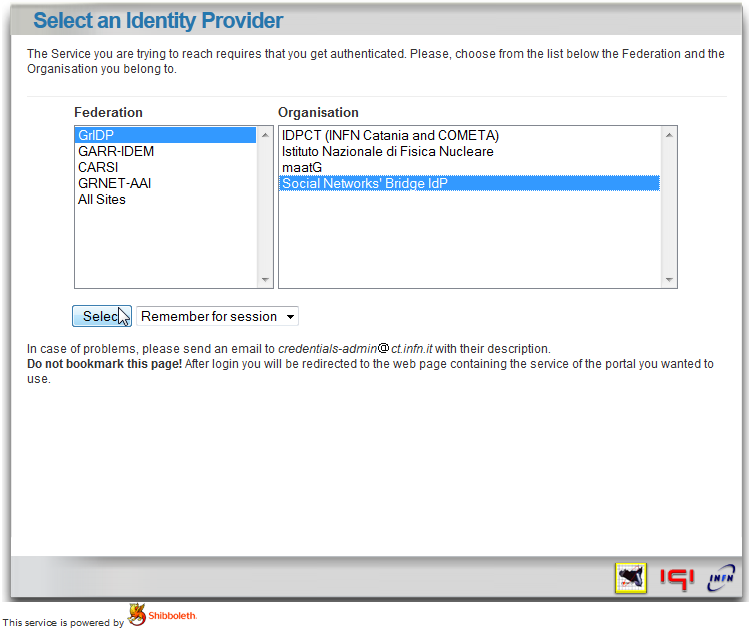 Select an Identity Provider
The Service you are trying to reach requires that you get authenticated. Please, choose from the list below the Federation and the
Organisation you belong to.
Federation
Organisation
GrIDP
GARR-IDEM
CARSI
GRNET-AAI
All Sites
IDPCT (INFN Catania and COMETA)
Istituto Nazionale di Fisica Nucleare
maatG
Social Networks' Bridge IdP
Select
Remember for session
In case of problems, please send an email to credentials-admin@ct.infn.it with their description.
Do not bookmark this page! After login you will be redirected to the web page containing the service of the portal you wanted to
use.
INFN
This service is powered by Shibboleth.